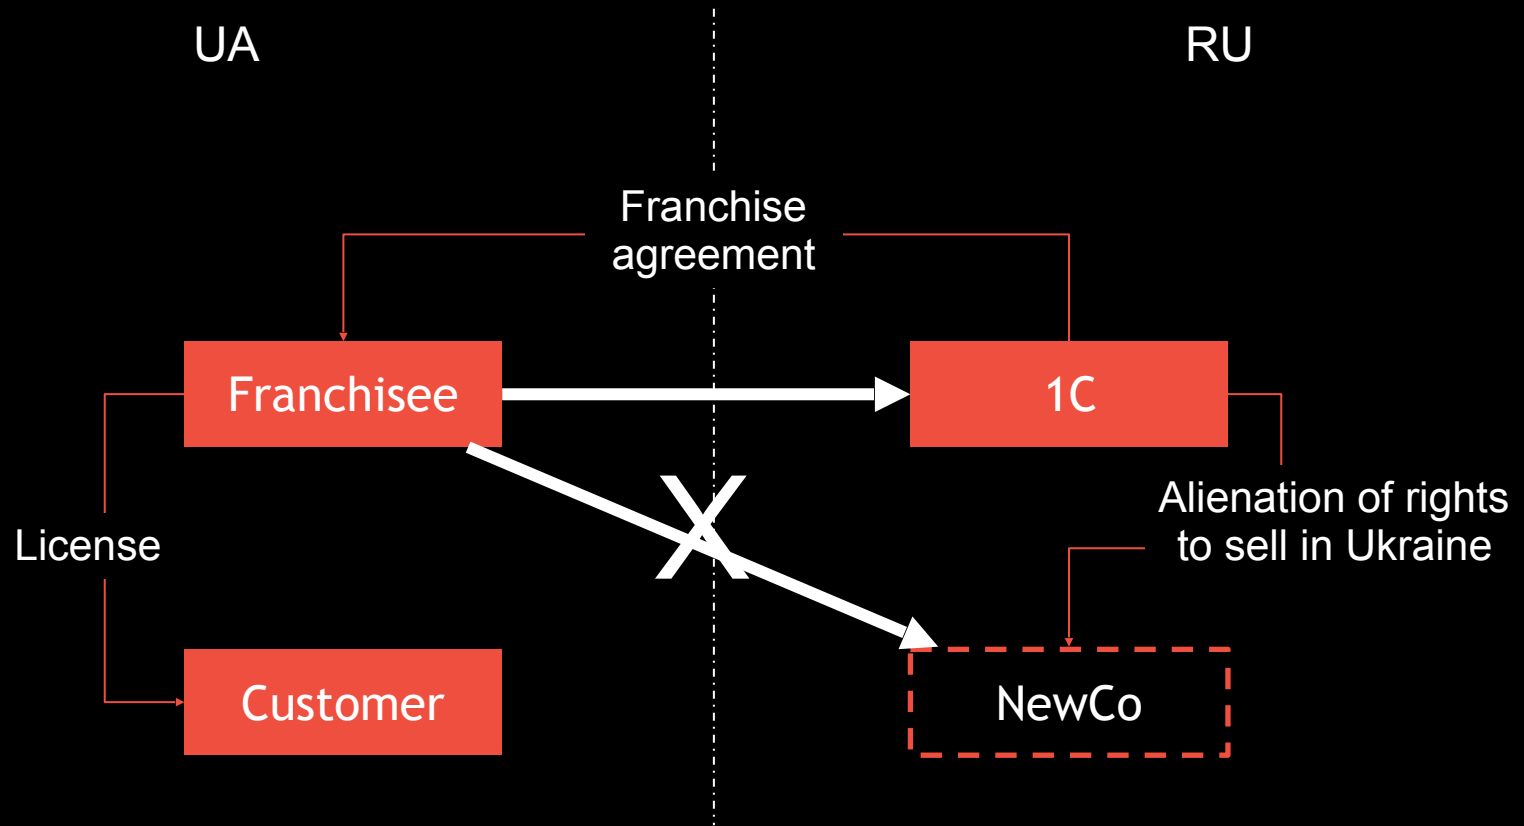 UA
RU
Franchise
agreement
Franchisee
1C
X
Alienation of rights
to sell in Ukraine
License
Customer
NewCo